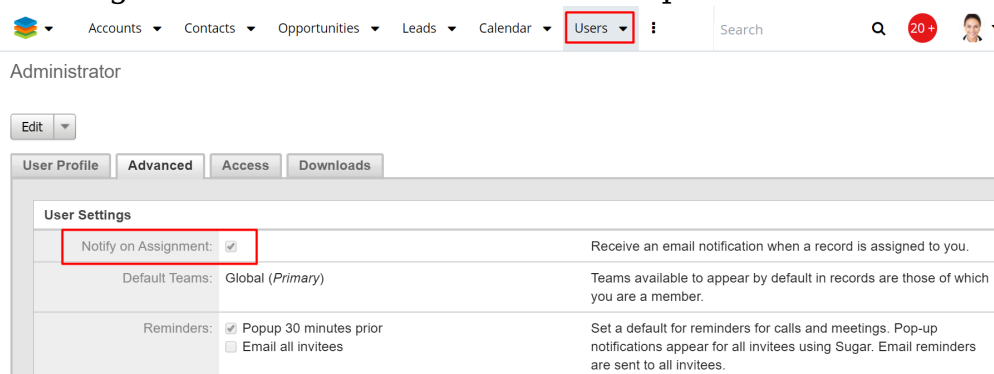 Accounts Contacts Opportunities Leads Calendar Users Search 20 +
Administrator
Edit
User Profile Advanced Access Downloads
User Settings
Notify on Assignment: Receive an email notification when a record is assigned to you.
Default Teams: Global (Primary) Teams available to appear by default in records are those of which
you are a member.
Reminders: Popup 30 minutes prior Set a default for reminders for calls and meetings. Pop-up
Email all invitees notifications appear for all invitees using Sugar. Email reminders
are sent to all invitees.